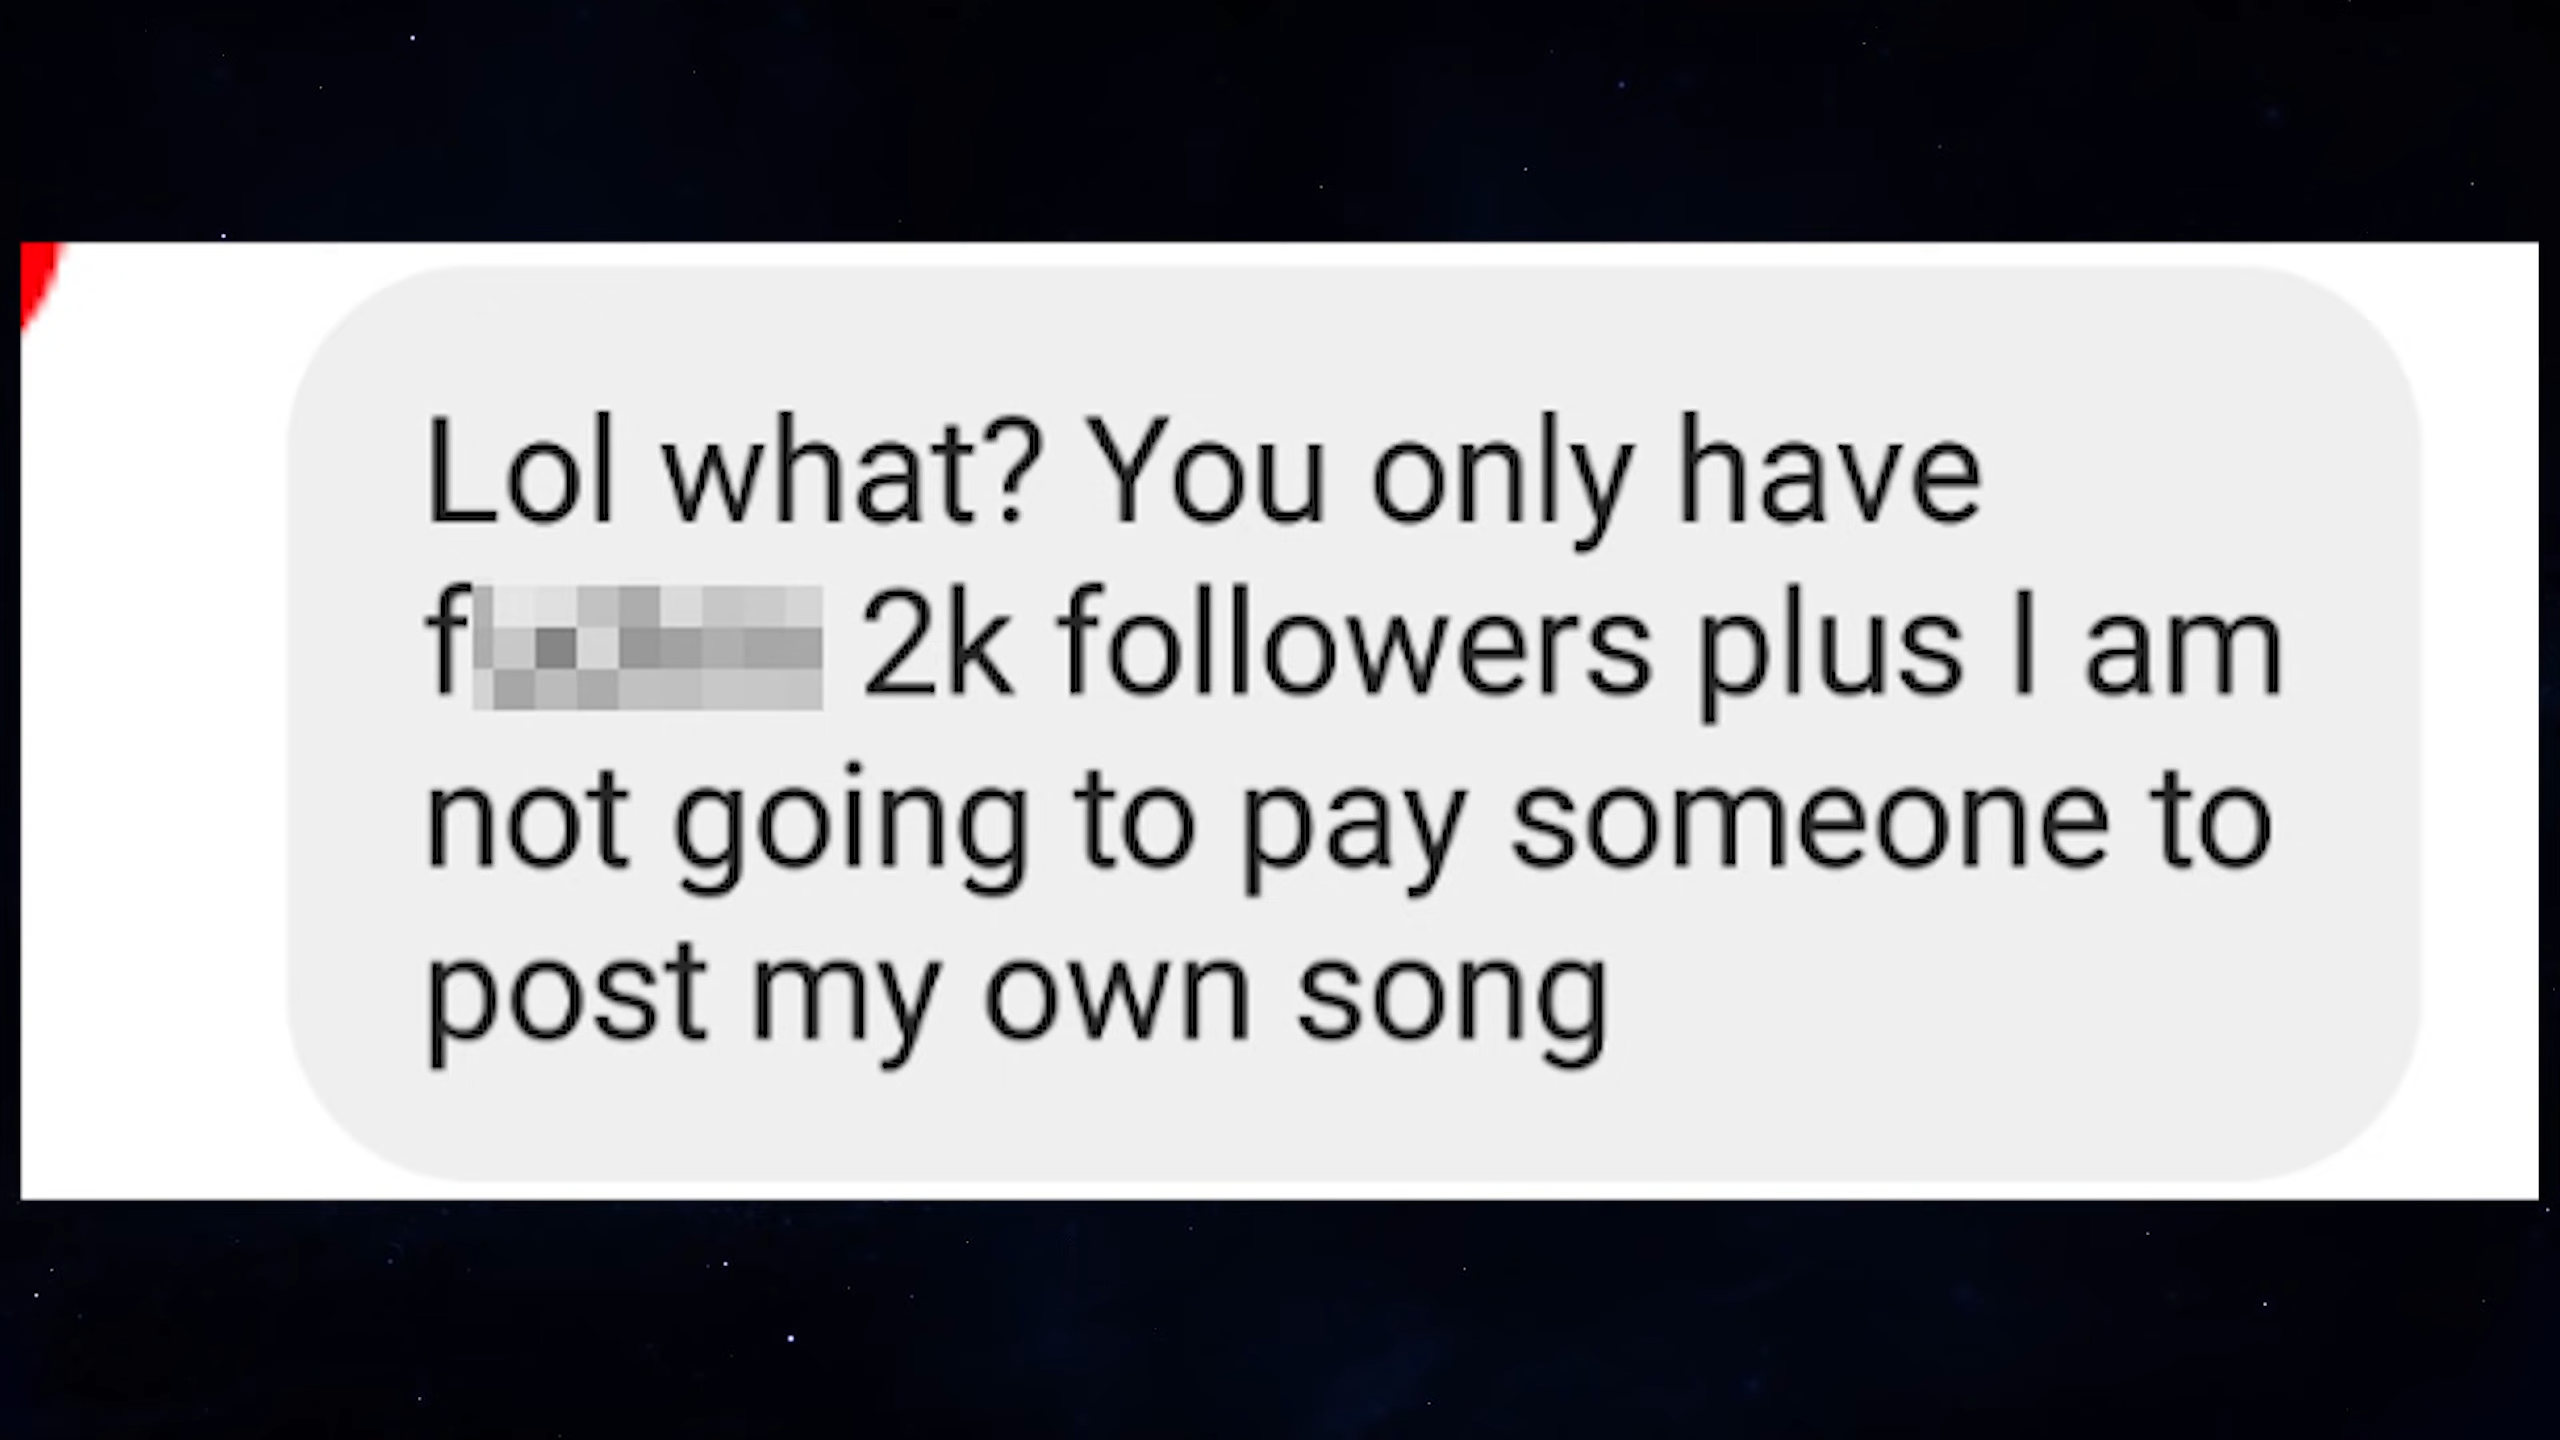 Lol what? You only have
f 2k followers plus I am
not going to pay someone to
post my own song